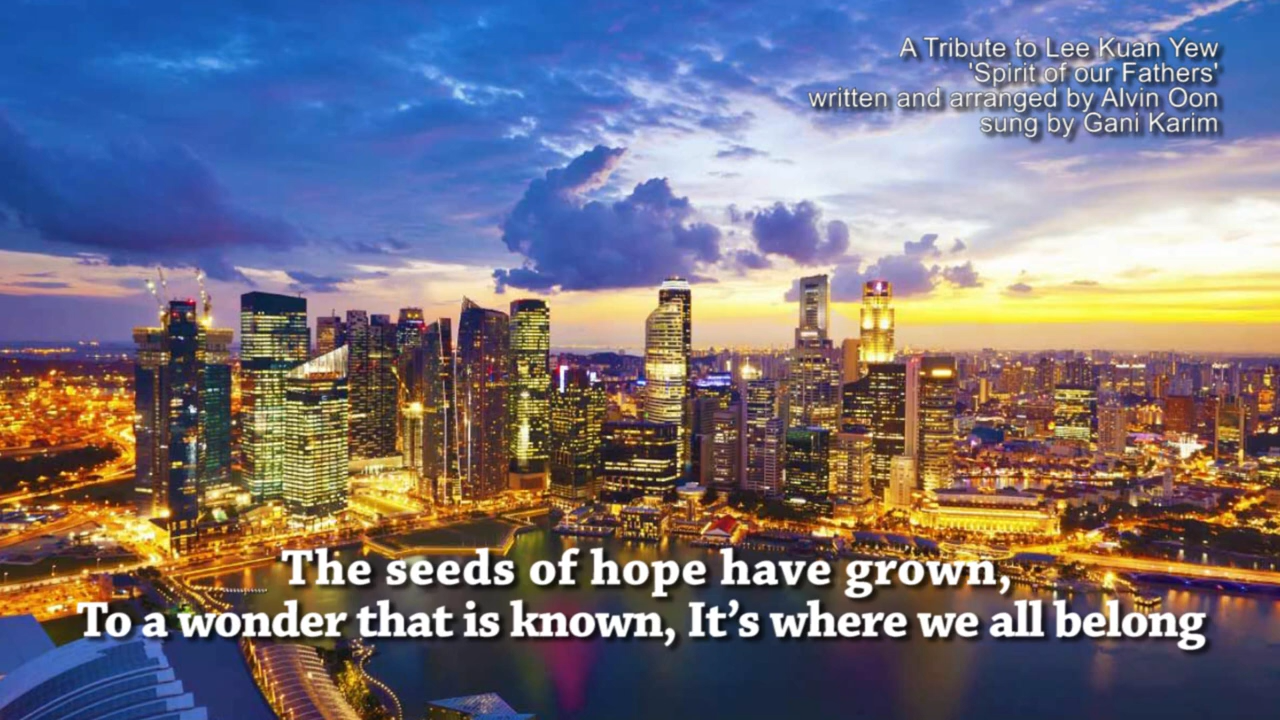 A Tribute to Lee Kuan Yew
'Spirit of our Fathers'
written and arranged by Alvin Oon
sung by Gani Karim
The seeds of hope have grown,
To a wonder that is known, It’s where we all belong